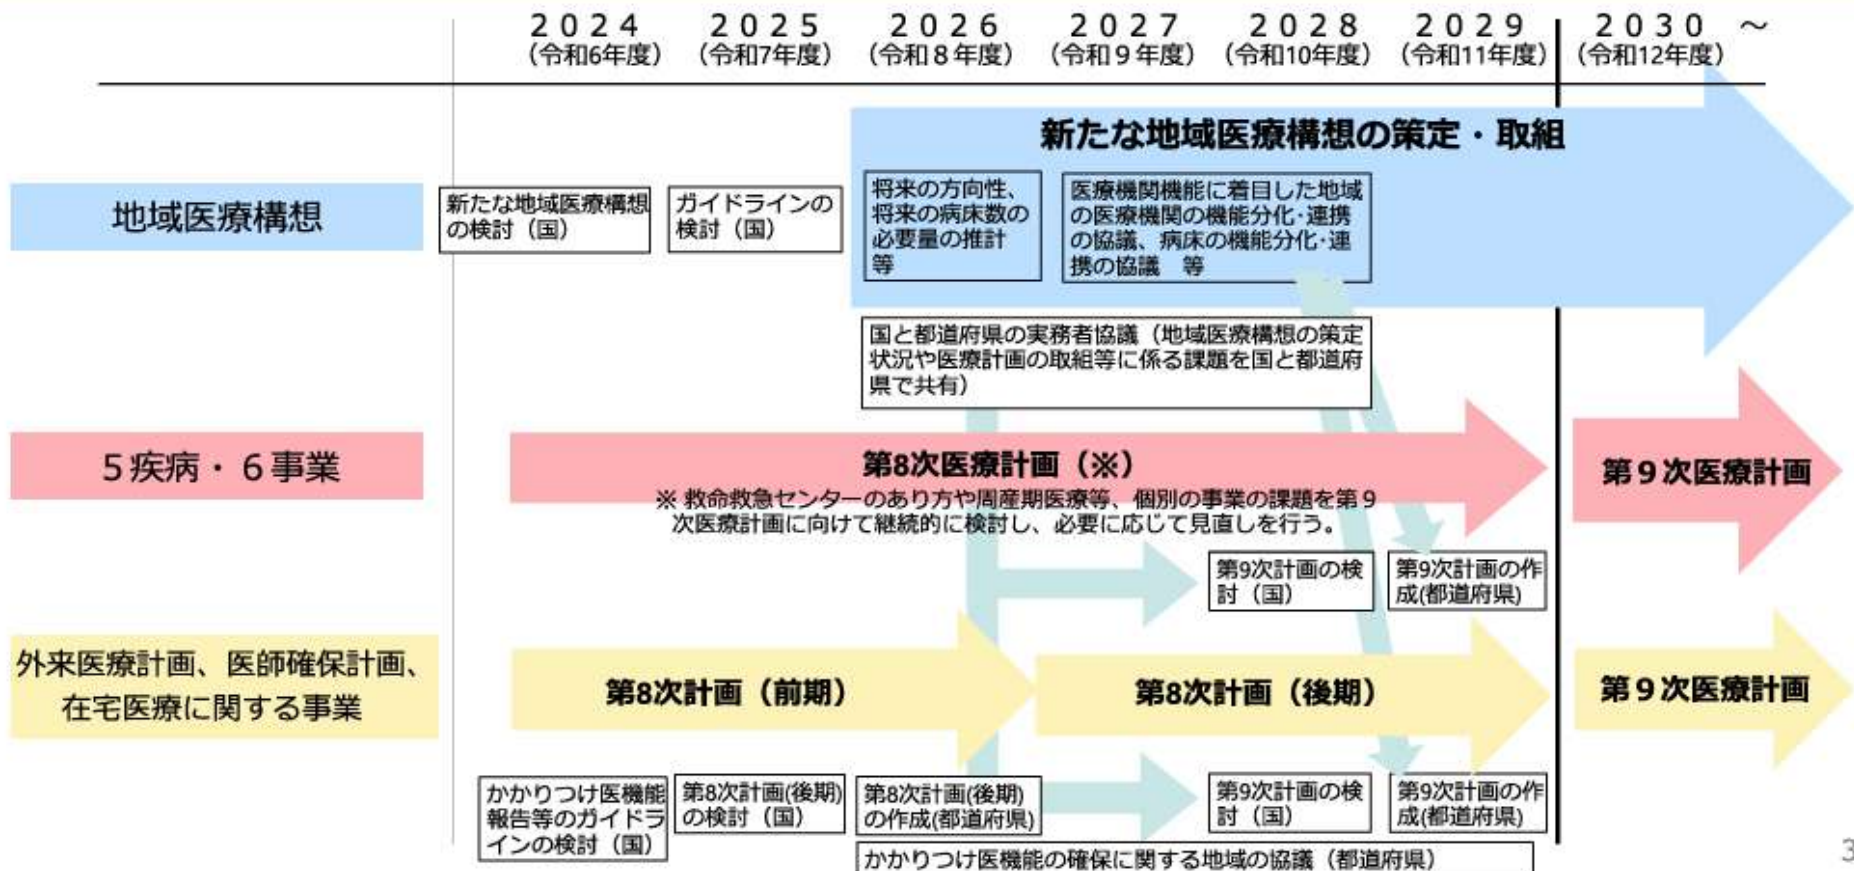 ２０２４　２０２５　２０２６　２０２７　２０２８　２０２９　２０３０　～
（令和6年度）（令和7年度）（令和８年度）（令和９年度）（令和10年度）（令和11年度）（令和12年度）
新たな地域医療構想の策定・取組
地域医療構想
新たな地域医療構想
の検討（国）
ガイドラインの
検討（国）
将来の方向性、
将来の病床数の
必要量の推計
等
医療機関機能に着目した地域
の医療機関の機能分化・連携
の協議、病床の機能分化・連
携の協議　等
国と都道府県の実務者協議（地域医療構想の策定
状況や医療計画の取組等に係る課題を国と都道府
県で共有）
５疾病・６事業
第8次医療計画（※）
※ 救命救急センターのあり方や周産期医療等、個別の事業の課題を第９
次医療計画に向けて継続的に検討し、必要に応じて見直しを行う。
第９次医療計画
第9次計画の検
討（国）
第9次計画の作
成(都道府県)
外来医療計画、医師確保計画、
在宅医療に関する事業
第8次計画（前期）
第8次計画（後期）
第９次医療計画
かかりつけ医機能
報告等のガイドラ
インの検討（国）
第8次計画(後期)
の検討（国）
第8次計画(後期)
の作成(都道府県)
第9次計画の検
討（国）
第9次計画の作
成(都道府県)
かかりつけ医機能の確保に関する地域の協議（都道府県）
3